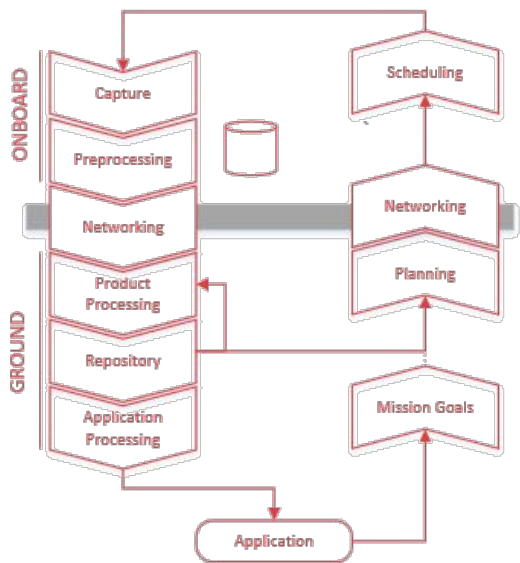 ONBOARD
Capture
Preprocessing
Networking
GROUND
Product
Processing
Repository
Application
Processing
Scheduling
Networking
Planning
Mission Goals
Application